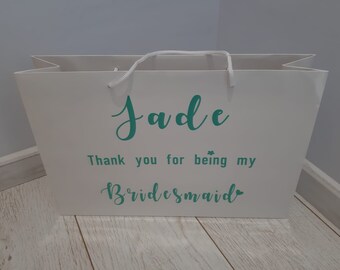 Jade
Thank you for being my
Bridesmaid